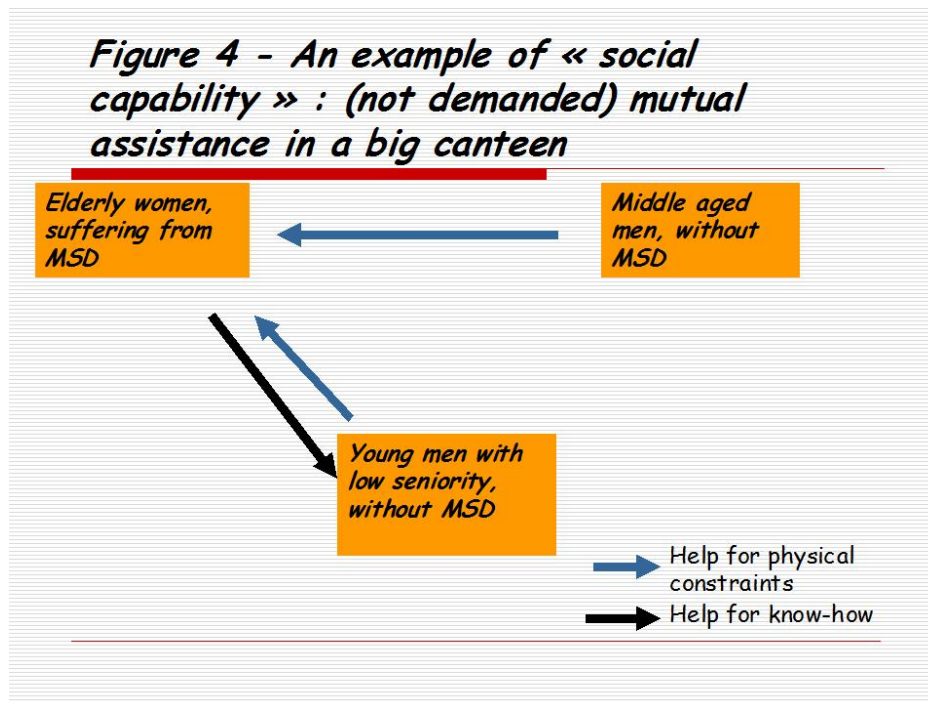 Figure 4 - An example of « social
capability » : (not demanded) mutual
assistance in a big canteen
Elderly women,
suffering from
MSD
Middle aged
men, without
MSD
Young men with
low seniority,
without MSD
Help for physical
constraints
Help for know-how